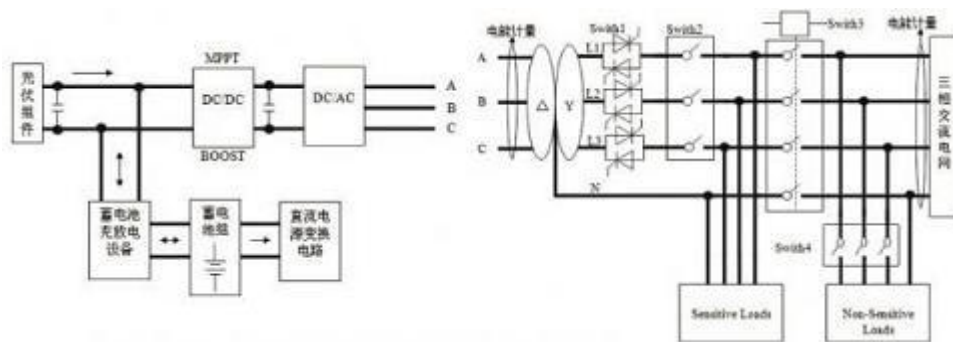 光伏组件
MPPT
DC/DC
BOOST
DC/AC
A
B
C
蓄电池
充放电
设备
蓄电
池组
直流电
源变换
电路
电能计量
Swith1
Swith2
Swith3
电能计量
A
B
C
Δ
Y
L1
L2
L3
N
三相交流电网
Swith4
Sensitive Loads
Non-Sensitive
Loads